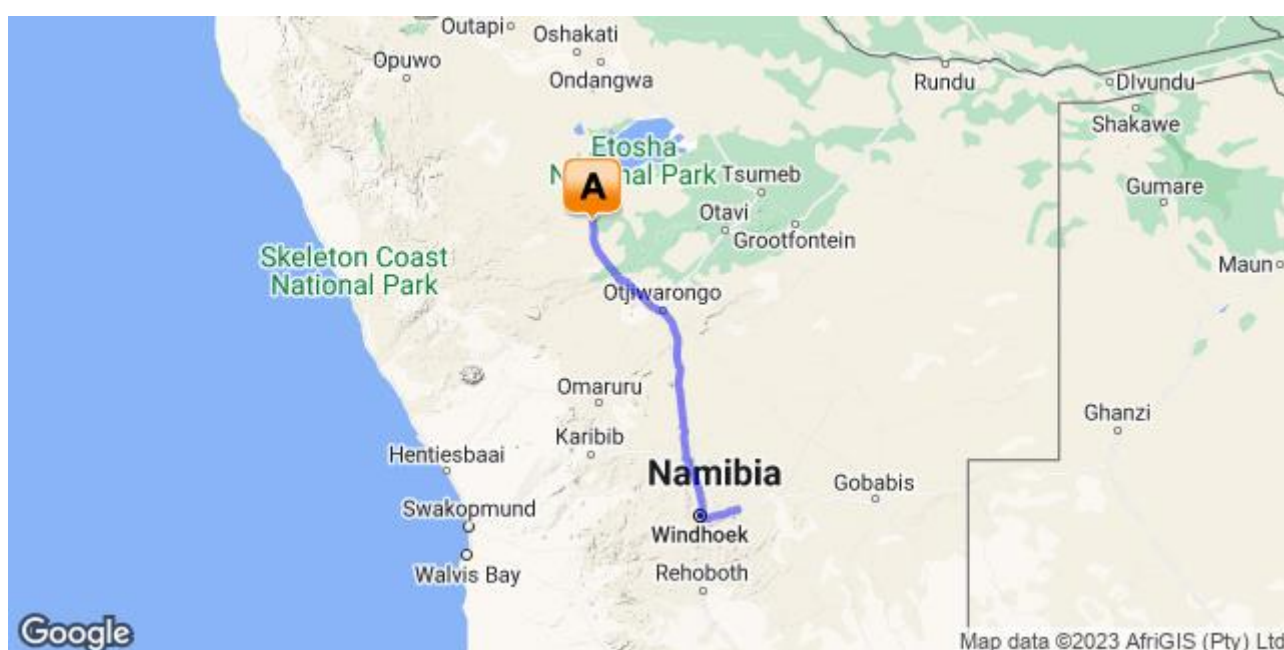 Outapi
Oshakati
Opuwo
Ondangwa
Rundu
DIvundu
Shakawe
Etosha
National Park
Tsumeb
Gumare
A
Otavi
Grootfontein
Skeleton Coast
National Park
Maun
Otjiwarongo
Omaruru
Ghanzi
Karibib
Hentiesbaai
Namibia
Gobabis
Swakopmund
Windhoek
Walvis Bay
Rehoboth
Google
Map data ©2023 AfriGIS (Pty) Ltd